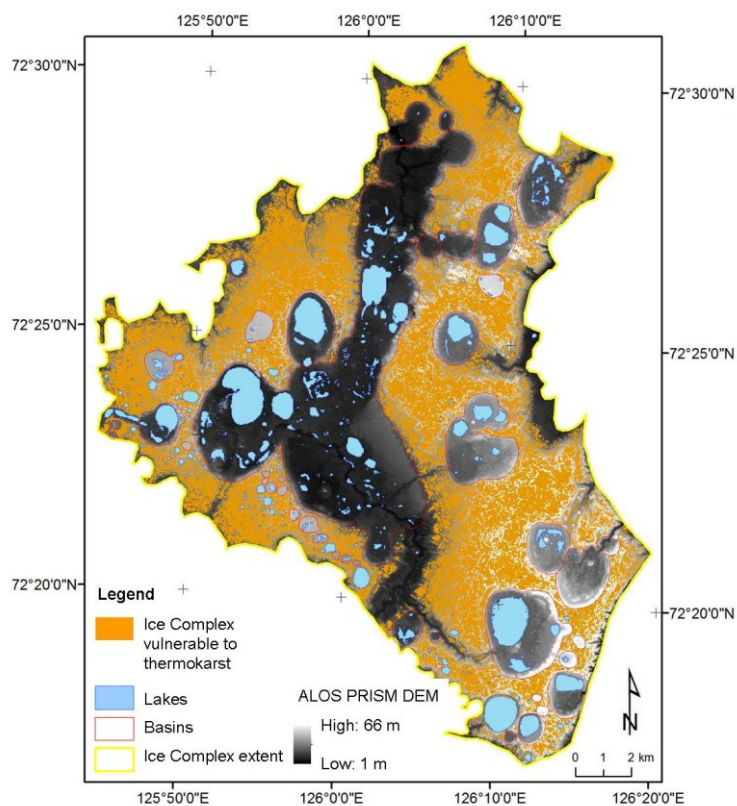 125°50'0"E 126°0'0"E 126°10'0"E
72°30'0"N
72°30'0"N
72°25'0"N
72°25'0"N
72°20'0"N
72°20'0"N
Legend
Ice Complex
vulnerable to
thermokarst
Lakes
Basins
Ice Complex extent
ALOS PRISM DEM
High: 66 m
Low: 1 m
N
0 1 2 km
125°50'0"E 126°0'0"E 126°10'0"E 126°20'0"E